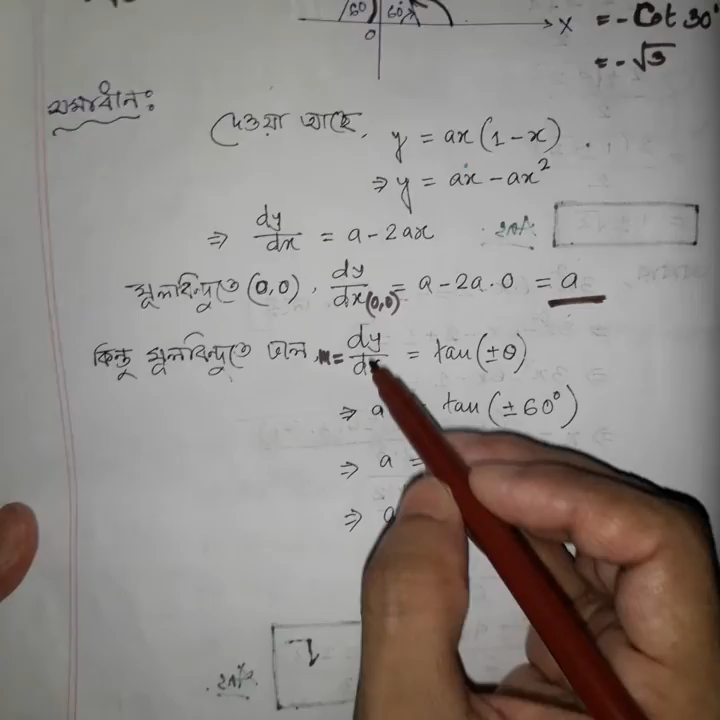 60 60° X = - Cot 30°
0
= - √3
সমাধান:
দেওয়া আছে, y = ax(1-x)
⇒ y = ax - ax²
⇒ dy/dx = a - 2ax
মূলবিন্দুতে (0,0), dy/dx(0,0) = a - 2a·0 = a
কিন্তু মূলবিন্দুতে ঢাল m = dy/dx = tan(±θ)
⇒ a = tan(±60°)
⇒ a =
⇒ a